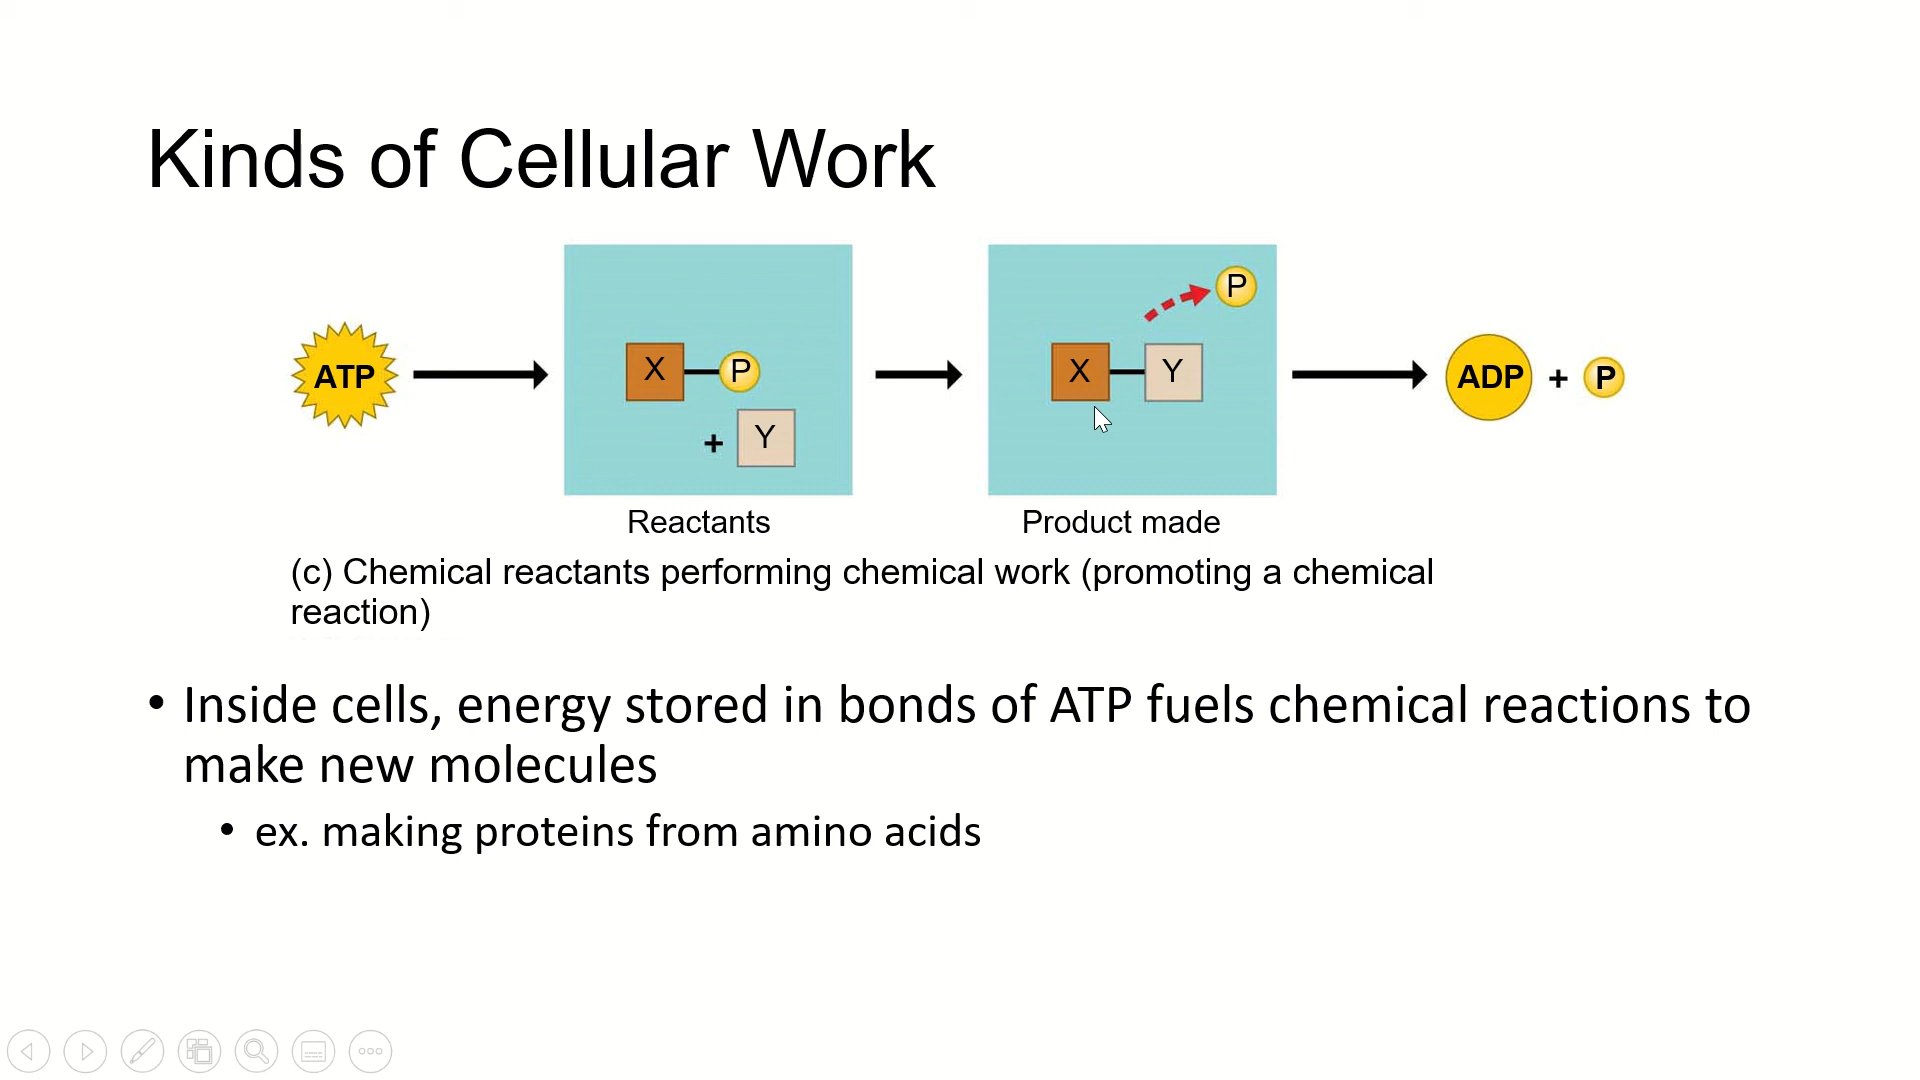 Kinds of Cellular Work
P
ATP
X
P
X
Y
ADP + P
+ Y
Reactants
Product made
(c) Chemical reactants performing chemical work (promoting a chemical
reaction)
• Inside cells, energy stored in bonds of ATP fuels chemical reactions to
make new molecules
• ex. making proteins from amino acids